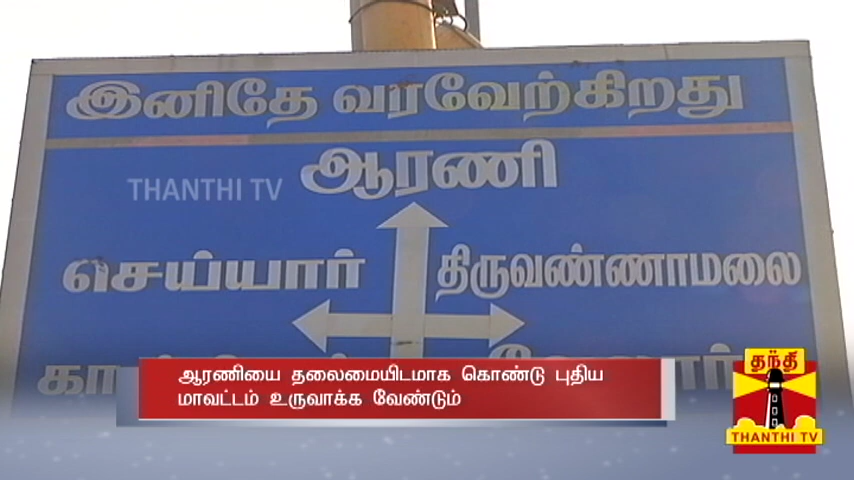 இனிதே வரவேற்கிறது
ஆரணி
THANTHI TV
செய்யார் திருவண்ணாமலை
ஆரணியை தலைமையிடமாக கொண்டு புதிய
மாவட்டம் உருவாக்க வேண்டும்
தந்தி
THANTHI TV